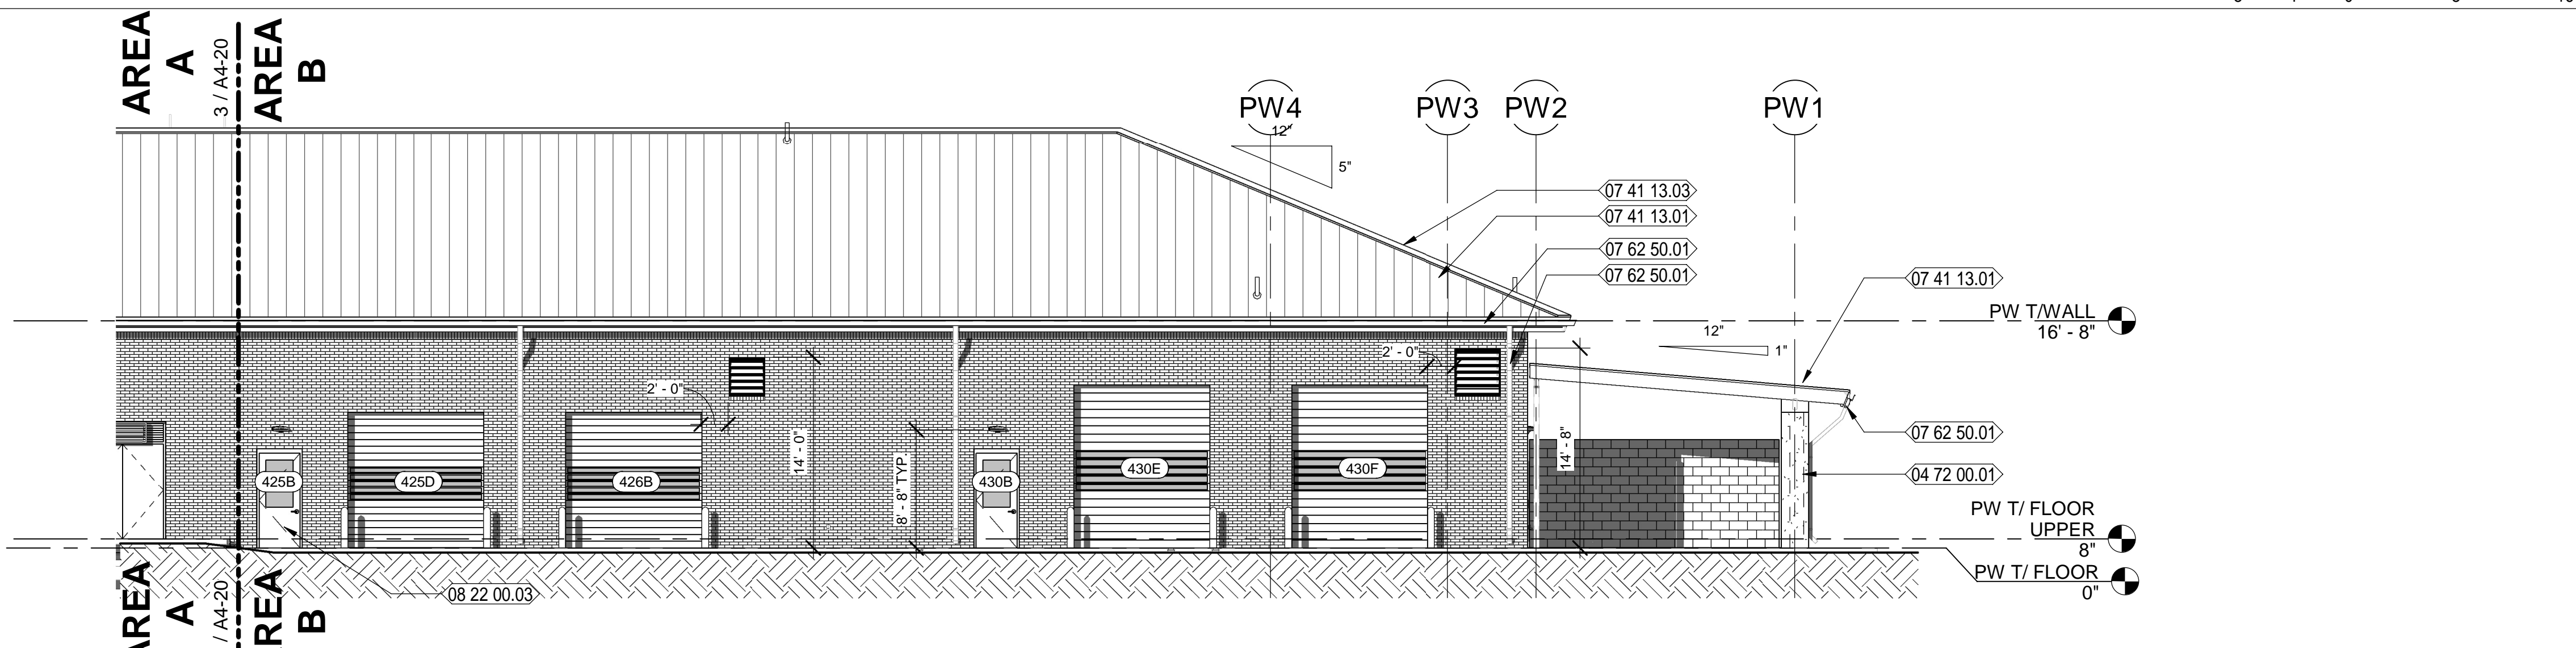 AREA
A
3 / A4-20
AREA
B
PW4
PW3
PW2
PW1
12"
5"
07 41 13.03
07 41 13.01
07 62 50.01
07 62 50.01
07 41 13.01
PW T/WALL
16' - 8"
12"
1"
2' - 0"
2' - 0"
14' - 0"
8' - 8" TYP.
14' - 8"
425B
425D
426B
430B
430E
430F
07 62 50.01
04 72 00.01
PW T/ FLOOR
UPPER
8"
PW T/ FLOOR
0"
08 22 00.03
AREA
A
/ A4-20
AREA
B